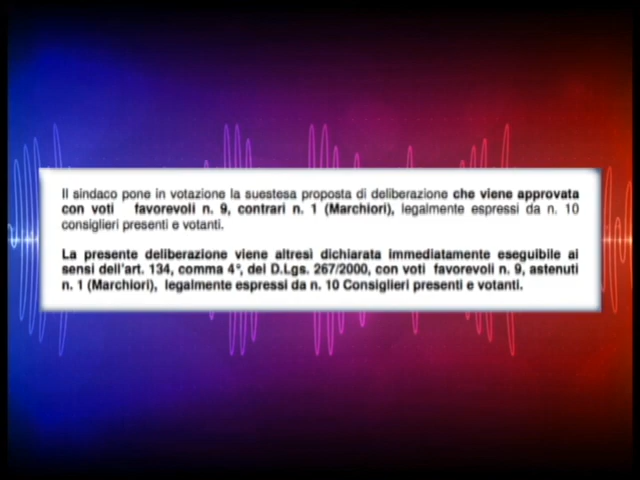 Il sindaco pone in votazione la suestesa proposta di deliberazione che viene approvata
con voti favorevoli n. 9, contrari n. 1 (Marchiori), legalmente espressi da n. 10
consiglieri presenti e votanti.
La presente deliberazione viene altresì dichiarata immediatamente eseguibile ai
sensi dell'art. 134, comma 4°, del D.Lgs. 267/2000, con voti favorevoli n. 9, astenuti
n. 1 (Marchiori), legalmente espressi da n. 10 Consiglieri presenti e votanti.